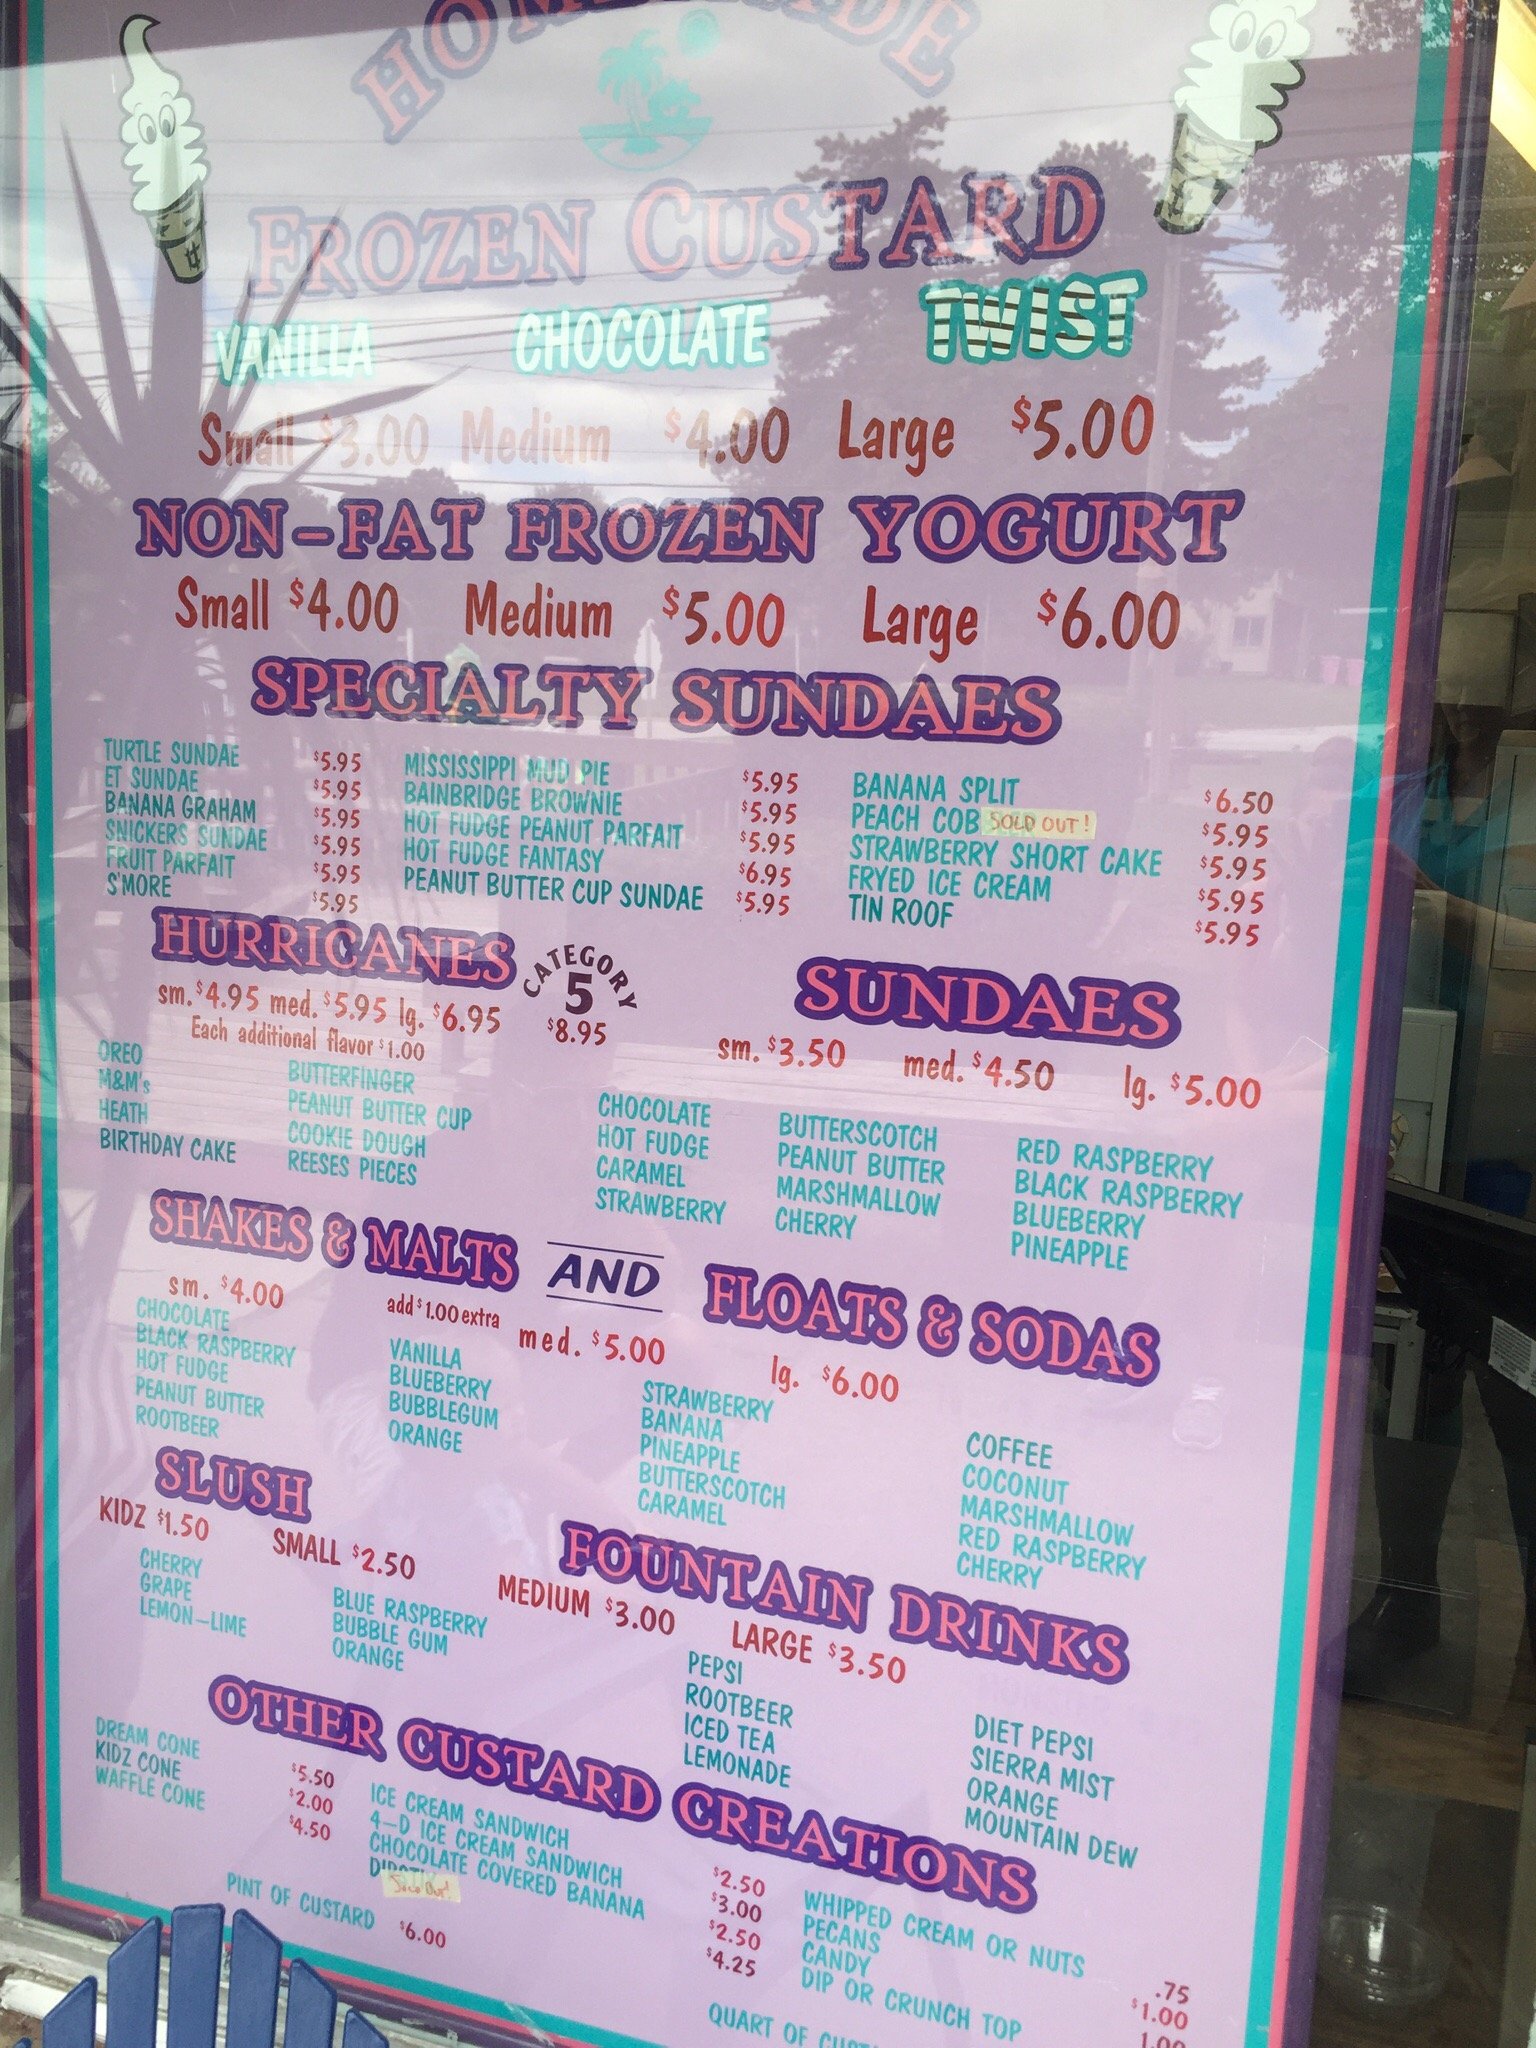 HOMEMADE
FROZEN CUSTARD
VANILLA CHOCOLATE TWIST
Small $3.00 Medium $4.00 Large $5.00
NON-FAT FROZEN YOGURT
Small $4.00 Medium $5.00 Large $6.00
SPECIALTY SUNDAES
TURTLE SUNDAE $5.95 MISSISSIPPI MUD PIE $5.95 BANANA SPLIT $6.50
ET SUNDAE $5.95 BAINBRIDGE BROWNIE $5.95 PEACH COB SOLD OUT! $5.95
BANANA GRAHAM $5.95 HOT FUDGE PEANUT PARFAIT $5.95 STRAWBERRY SHORT CAKE $5.95
SNICKERS SUNDAE $5.95 HOT FUDGE FANTASY $6.95 FRYED ICE CREAM $5.95
FRUIT PARFAIT $5.95 PEANUT BUTTER CUP SUNDAE $5.95 TIN ROOF $5.95
S'MORE $5.95
HURRICANES
sm. $4.95 med. $5.95 lg. $6.95
Each additional flavor $1.00
CATEGORY
5
$8.95
OREO BUTTERFINGER
M&M's PEANUT BUTTER CUP
HEATH COOKIE DOUGH
BIRTHDAY CAKE REESES PIECES
SUNDAES
sm. $3.50 med. $4.50 lg. $5.00
CHOCOLATE BUTTERSCOTCH RED RASPBERRY
HOT FUDGE PEANUT BUTTER BLACK RASPBERRY
CARAMEL MARSHMALLOW BLUEBERRY
STRAWBERRY CHERRY PINEAPPLE
SHAKES & MALTS AND FLOATS & SODAS
sm. $4.00 add $1.00 extra med. $5.00 lg. $6.00
CHOCOLATE VANILLA STRAWBERRY COFFEE
BLACK RASPBERRY BLUEBERRY BANANA COCONUT
HOT FUDGE BUBBLEGUM PINEAPPLE MARSHMALLOW
PEANUT BUTTER ORANGE BUTTERSCOTCH RED RASPBERRY
ROOTBEER CARAMEL CHERRY
SLUSH
KIDZ $1.50 SMALL $2.50 MEDIUM $3.00 LARGE $3.50
CHERRY BLUE RASPBERRY
GRAPE BUBBLE GUM
LEMON-LIME ORANGE
FOUNTAIN DRINKS
PEPSI DIET PEPSI
ROOTBEER SIERRA MIST
ICED TEA ORANGE
LEMONADE MOUNTAIN DEW
OTHER CUSTARD CREATIONS
DREAM CONE $5.50 ICE CREAM SANDWICH $2.50 WHIPPED CREAM OR NUTS .75
KIDZ CONE $2.00 4-D ICE CREAM SANDWICH $3.00 PECANS $1.00
WAFFLE CONE $4.50 CHOCOLATE COVERED BANANA $2.50 CANDY 1.00
Sold Out! $4.25 DIP OR CRUNCH TOP
PINT OF CUSTARD $6.00 QUART OF